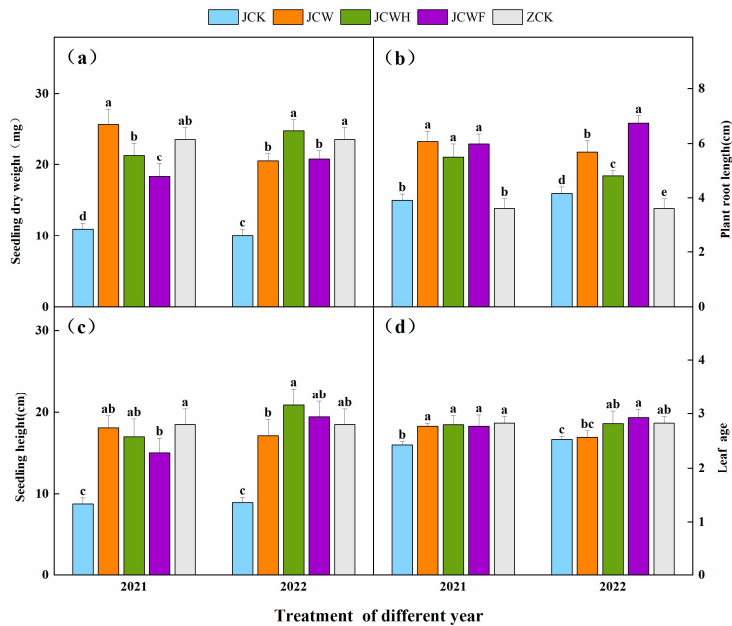 JCK JCW JCWH JCWF ZCK
（a）
（b）
Seedling dry weight（mg）
30
20
10
0
d a b c ab
c b a b a
b a a a b
d b c a e
8
6
4
2
0
Plant root length(cm)
（c）
（d）
Seedling height(cm)
30
20
10
0
c ab ab b a
c b a ab ab
b a a a a
c bc ab a ab
4
3
2
1
0
Leaf age
2021 2022 2021 2022
Treatment of different year